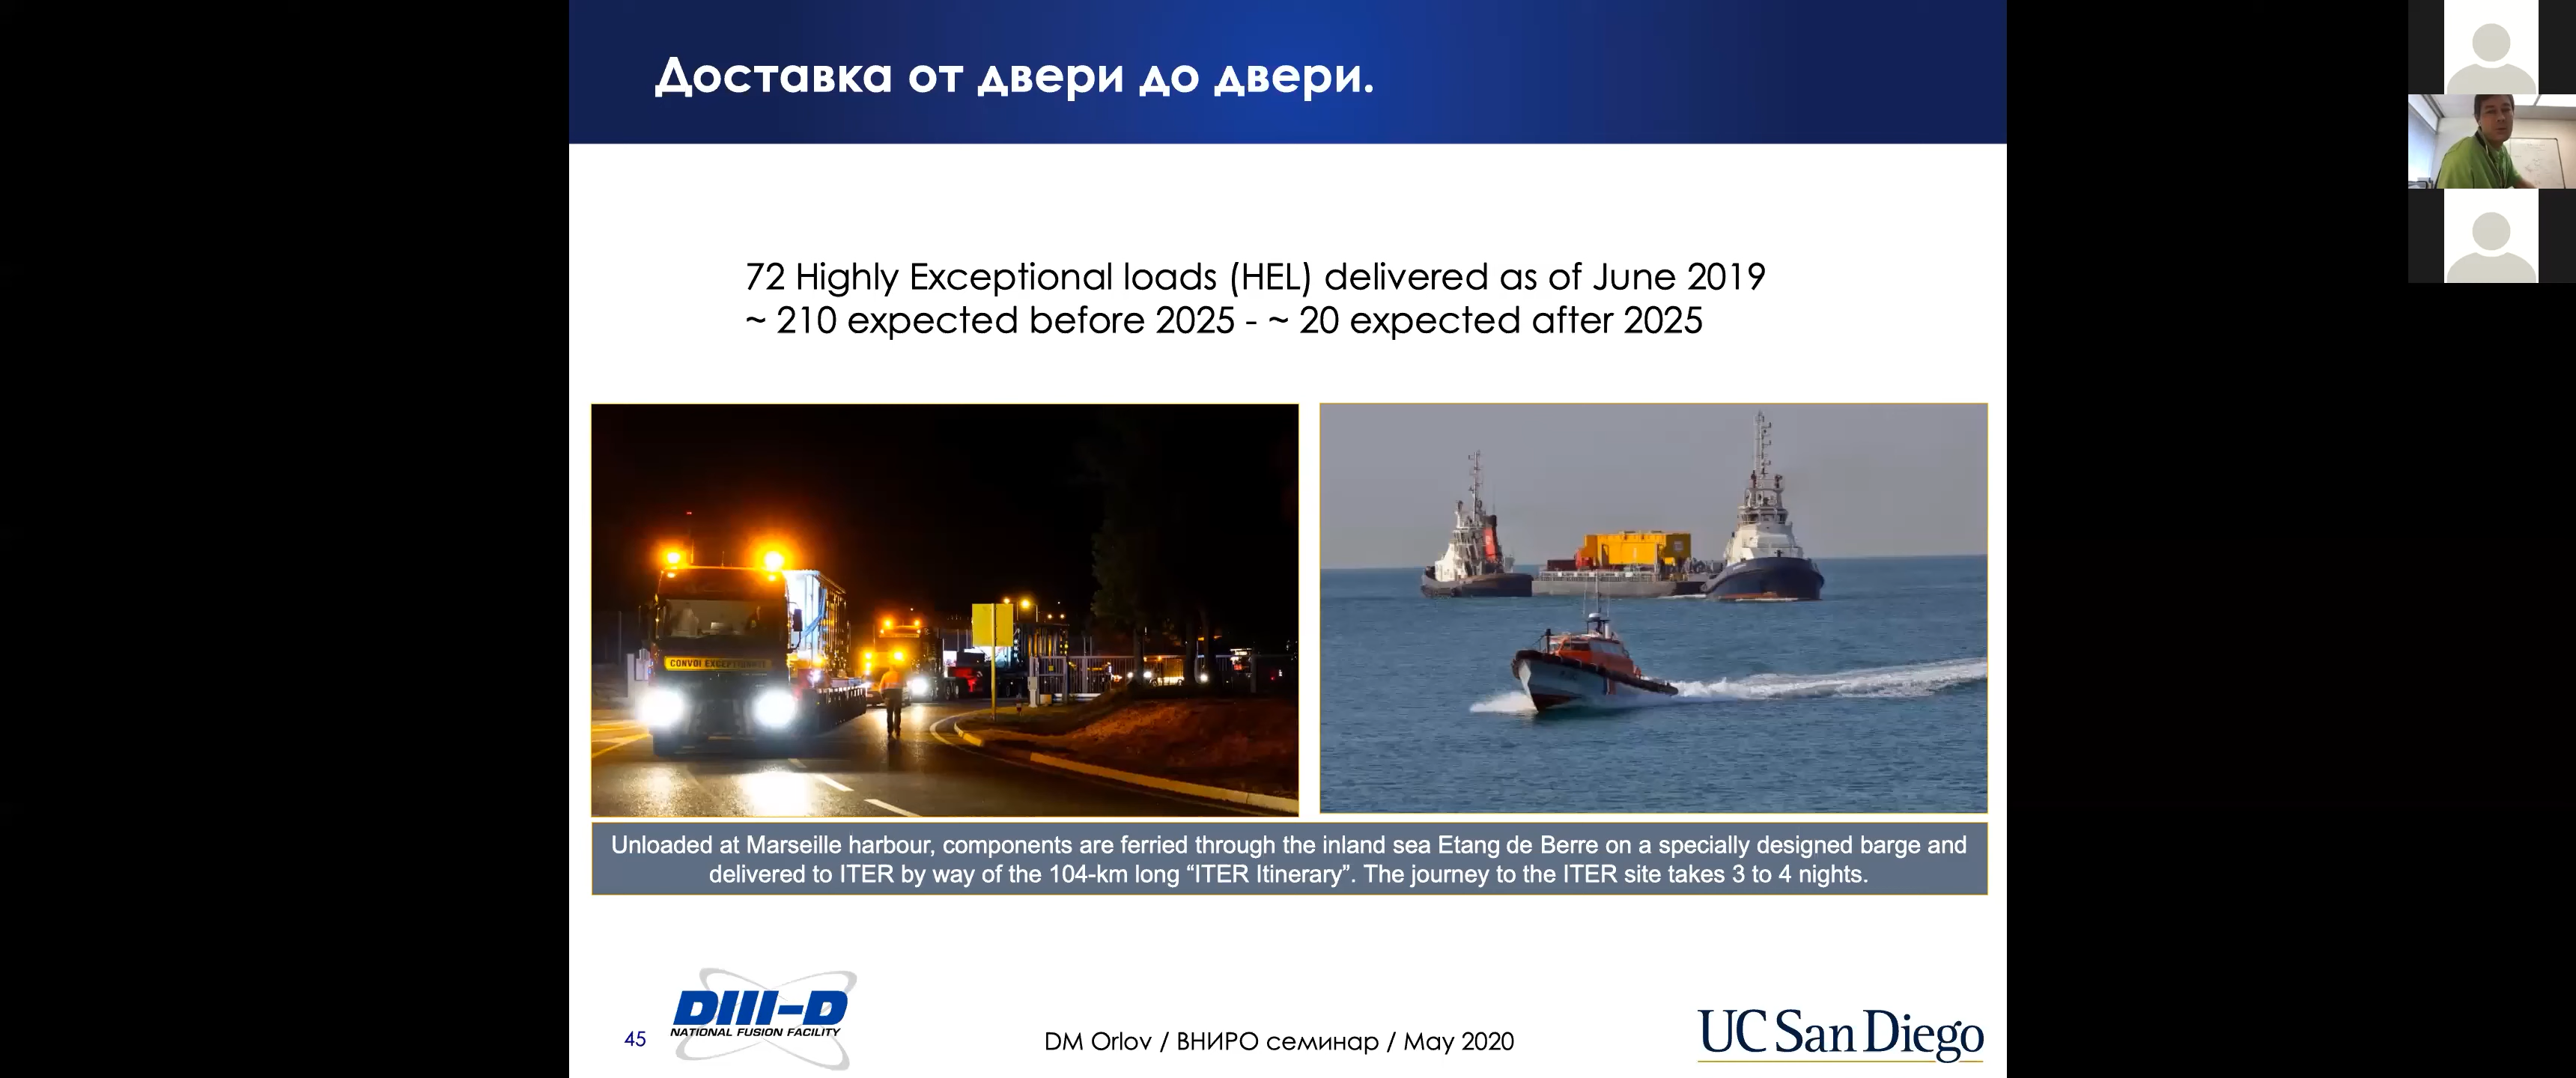 Доставка от двери до двери.
72 Highly Exceptional loads (HEL) delivered as of June 2019
~ 210 expected before 2025 - ~ 20 expected after 2025
CONVOI EXCEPTIONNEL
Unloaded at Marseille harbour, components are ferried through the inland sea Etang de Berre on a specially designed barge and
delivered to ITER by way of the 104-km long “ITER Itinerary”. The journey to the ITER site takes 3 to 4 nights.
45
DIII-D
NATIONAL FUSION FACILITY
DM Orlov / ВНИРО семинар / May 2020
UC San Diego